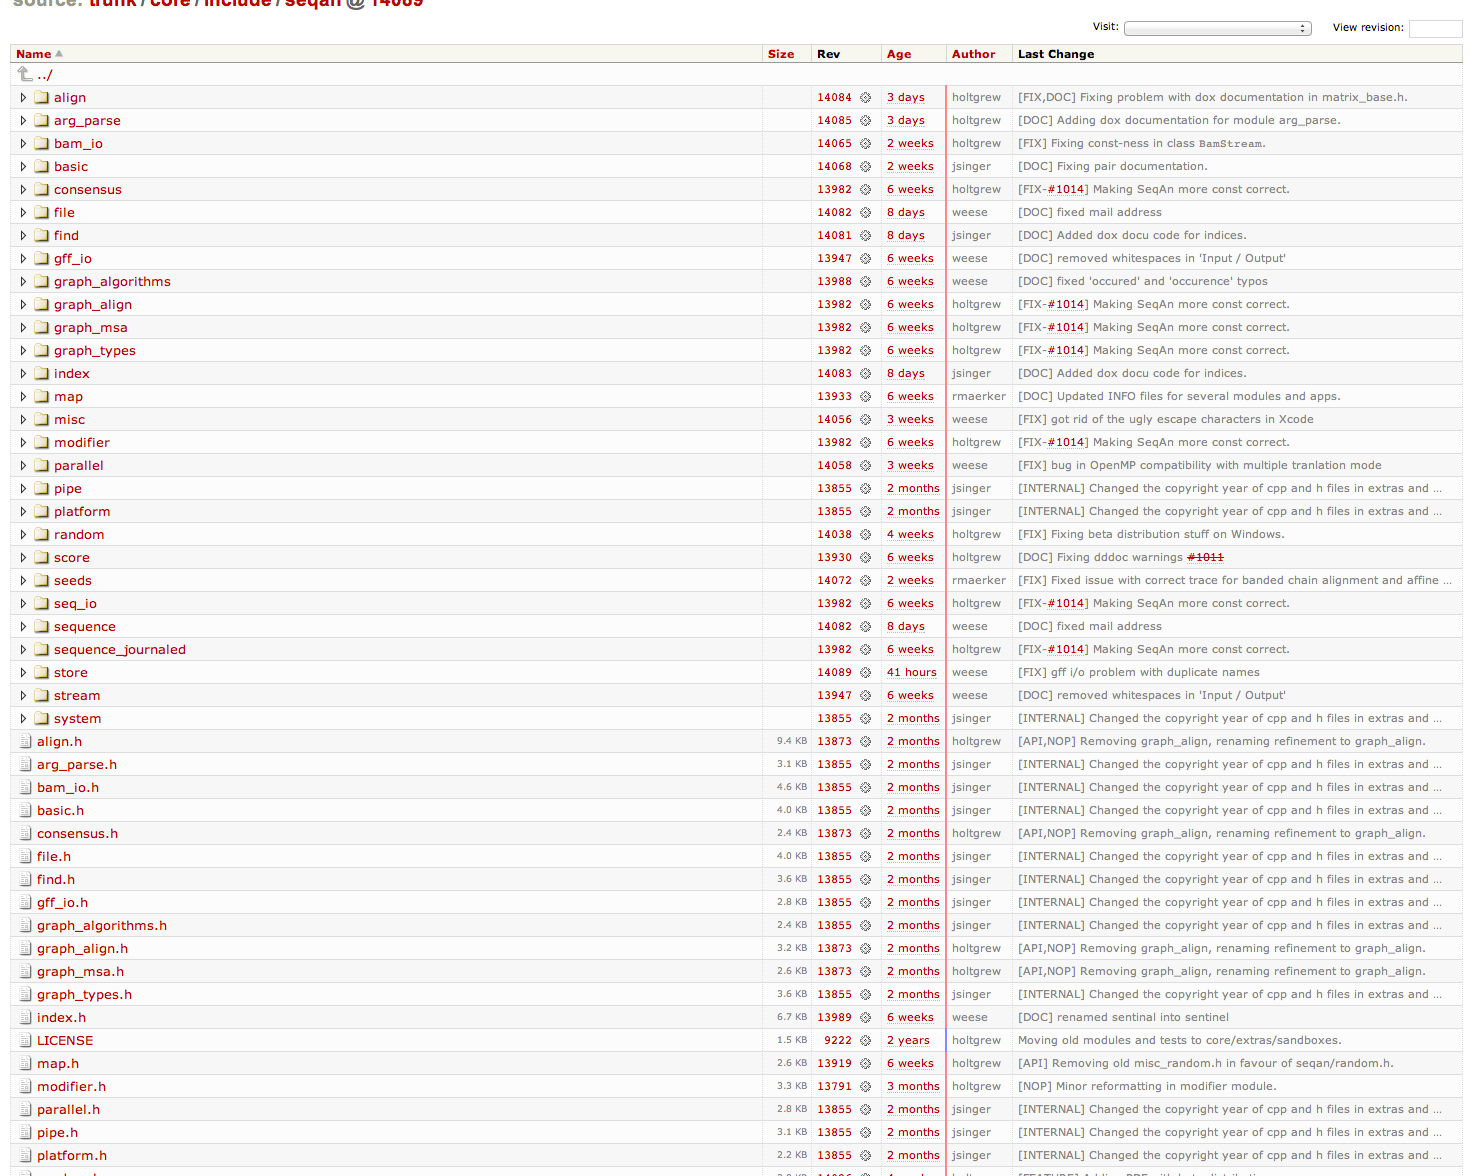 source: trunk / core / include / seqan @ 14089
Visit: View revision:
Name Size Rev Age Author Last Change
../
align 14084 3 days holtgrew [FIX,DOC] Fixing problem with dox documentation in matrix_base.h.
arg_parse 14085 3 days holtgrew [DOC] Adding dox documentation for module arg_parse.
bam_io 14065 2 weeks holtgrew [FIX] Fixing const-ness in class BamStream.
basic 14068 2 weeks jsinger [DOC] Fixing pair documentation.
consensus 13982 6 weeks holtgrew [FIX-#1014] Making SeqAn more const correct.
file 14082 8 days weese [DOC] fixed mail address
find 14081 8 days jsinger [DOC] Added dox docu code for indices.
gff_io 13947 6 weeks weese [DOC] removed whitespaces in 'Input / Output'
graph_algorithms 13988 6 weeks weese [DOC] fixed 'occured' and 'occurence' typos
graph_align 13982 6 weeks holtgrew [FIX-#1014] Making SeqAn more const correct.
graph_msa 13982 6 weeks holtgrew [FIX-#1014] Making SeqAn more const correct.
graph_types 13982 6 weeks holtgrew [FIX-#1014] Making SeqAn more const correct.
index 14083 8 days jsinger [DOC] Added dox docu code for indices.
map 13933 6 weeks rmaerker [DOC] Updated INFO files for several modules and apps.
misc 14056 3 weeks weese [FIX] got rid of the ugly escape characters in Xcode
modifier 13982 6 weeks holtgrew [FIX-#1014] Making SeqAn more const correct.
parallel 14058 3 weeks weese [FIX] bug in OpenMP compatibility with multiple tranlation mode
pipe 13855 2 months jsinger [INTERNAL] Changed the copyright year of cpp and h files in extras and ...
platform 13855 2 months jsinger [INTERNAL] Changed the copyright year of cpp and h files in extras and ...
random 14038 4 weeks holtgrew [FIX] Fixing beta distribution stuff on Windows.
score 13930 6 weeks holtgrew [DOC] Fixing dddoc warnings #1011
seeds 14072 2 weeks rmaerker [FIX] Fixed issue with correct trace for banded chain alignment and affine ...
seq_io 13982 6 weeks holtgrew [FIX-#1014] Making SeqAn more const correct.
sequence 14082 8 days weese [DOC] fixed mail address
sequence_journaled 13982 6 weeks holtgrew [FIX-#1014] Making SeqAn more const correct.
store 14089 41 hours weese [FIX] gff i/o problem with duplicate names
stream 13947 6 weeks weese [DOC] removed whitespaces in 'Input / Output'
system 13855 2 months jsinger [INTERNAL] Changed the copyright year of cpp and h files in extras and ...
align.h 9.4 KB 13873 2 months holtgrew [API,NOP] Removing graph_align, renaming refinement to graph_align.
arg_parse.h 3.1 KB 13855 2 months jsinger [INTERNAL] Changed the copyright year of cpp and h files in extras and ...
bam_io.h 4.6 KB 13855 2 months jsinger [INTERNAL] Changed the copyright year of cpp and h files in extras and ...
basic.h 4.0 KB 13855 2 months jsinger [INTERNAL] Changed the copyright year of cpp and h files in extras and ...
consensus.h 2.4 KB 13873 2 months holtgrew [API,NOP] Removing graph_align, renaming refinement to graph_align.
file.h 4.0 KB 13855 2 months jsinger [INTERNAL] Changed the copyright year of cpp and h files in extras and ...
find.h 3.6 KB 13855 2 months jsinger [INTERNAL] Changed the copyright year of cpp and h files in extras and ...
gff_io.h 2.8 KB 13855 2 months jsinger [INTERNAL] Changed the copyright year of cpp and h files in extras and ...
graph_algorithms.h 2.4 KB 13855 2 months jsinger [INTERNAL] Changed the copyright year of cpp and h files in extras and ...
graph_align.h 3.2 KB 13873 2 months holtgrew [API,NOP] Removing graph_align, renaming refinement to graph_align.
graph_msa.h 2.6 KB 13873 2 months holtgrew [API,NOP] Removing graph_align, renaming refinement to graph_align.
graph_types.h 3.6 KB 13855 2 months jsinger [INTERNAL] Changed the copyright year of cpp and h files in extras and ...
index.h 6.7 KB 13989 6 weeks weese [DOC] renamed sentinal into sentinel
LICENSE 1.5 KB 9222 2 years holtgrew Moving old modules and tests to core/extras/sandboxes.
map.h 2.6 KB 13919 6 weeks holtgrew [API] Removing old misc_random.h in favour of seqan/random.h.
modifier.h 3.3 KB 13791 3 months holtgrew [NOP] Minor reformatting in modifier module.
parallel.h 2.8 KB 13855 2 months jsinger [INTERNAL] Changed the copyright year of cpp and h files in extras and ...
pipe.h 3.1 KB 13855 2 months jsinger [INTERNAL] Changed the copyright year of cpp and h files in extras and ...
platform.h 2.2 KB 13855 2 months jsinger [INTERNAL] Changed the copyright year of cpp and h files in extras and ...